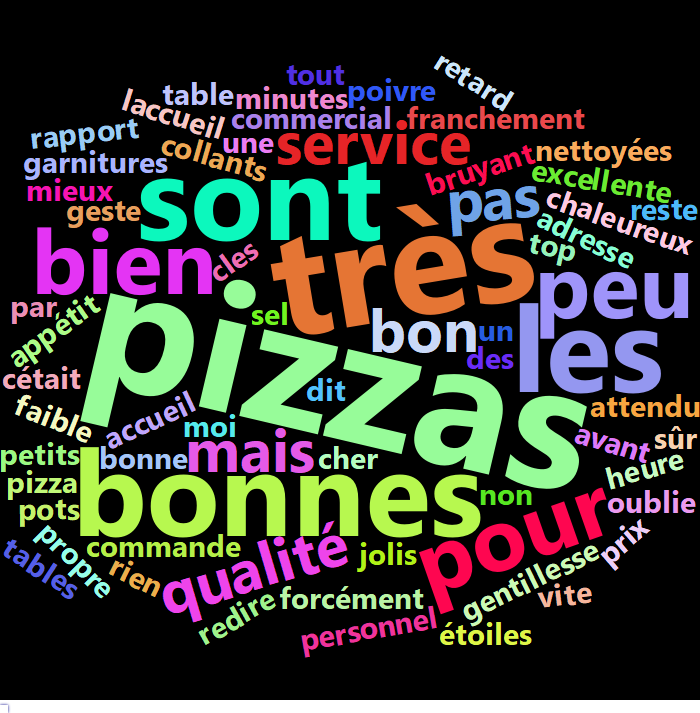 retard
tout
table
minutes
poivre
laccueil
commercial
franchement
rapport
une
service
garnitures
collants
bruyant
nettoyées
mieux
sont
pas
excellente
geste
chaleureux
reste
bien
cles
très
adresse
top
peu
par
sel
bon
un
appétit
pizzas
des
les
cétait
dit
attendu
faible
accueil
moi
avant
sûr
petits
bonne
mais
cher
heure
pizza
pots
bonnes
non
pour
oublie
propre
commande
qualité
jolis
prix
tables
rien
redire
forcément
gentillesse
vite
personnel
étoiles